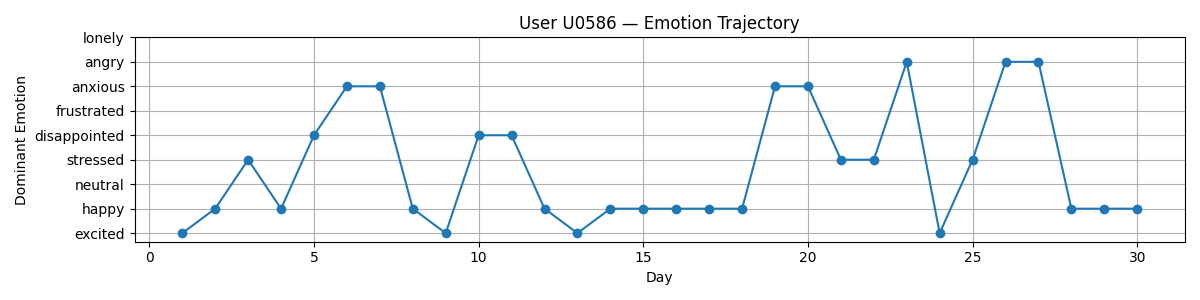 User U0586 — Emotion Trajectory
Dominant Emotion
lonely
angry
anxious
frustrated
disappointed
stressed
neutral
happy
excited
0 5 10 15 20 25 30
Day